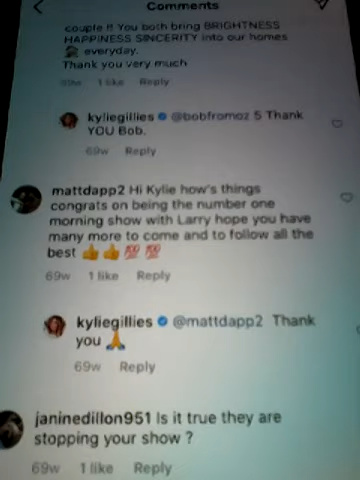 Comments
couple !! You both bring BRIGHTNESS
HAPPINESS SINCERITY into our homes
everyday.
Thank you very much
69w 1 like Reply
kyliegillies @bobfromoz 5 Thank
YOU Bob.
69w Reply
mattdapp2 Hi Kylie how's things
congrats on being the number one
morning show with Larry hope you have
many more to come and to follow all the
best 👍👍💯💯
69w 1 like Reply
kyliegillies @mattdapp2 Thank
you 🙏
69w Reply
janinedillon951 Is it true they are
stopping your show ?
69w 1 like Reply